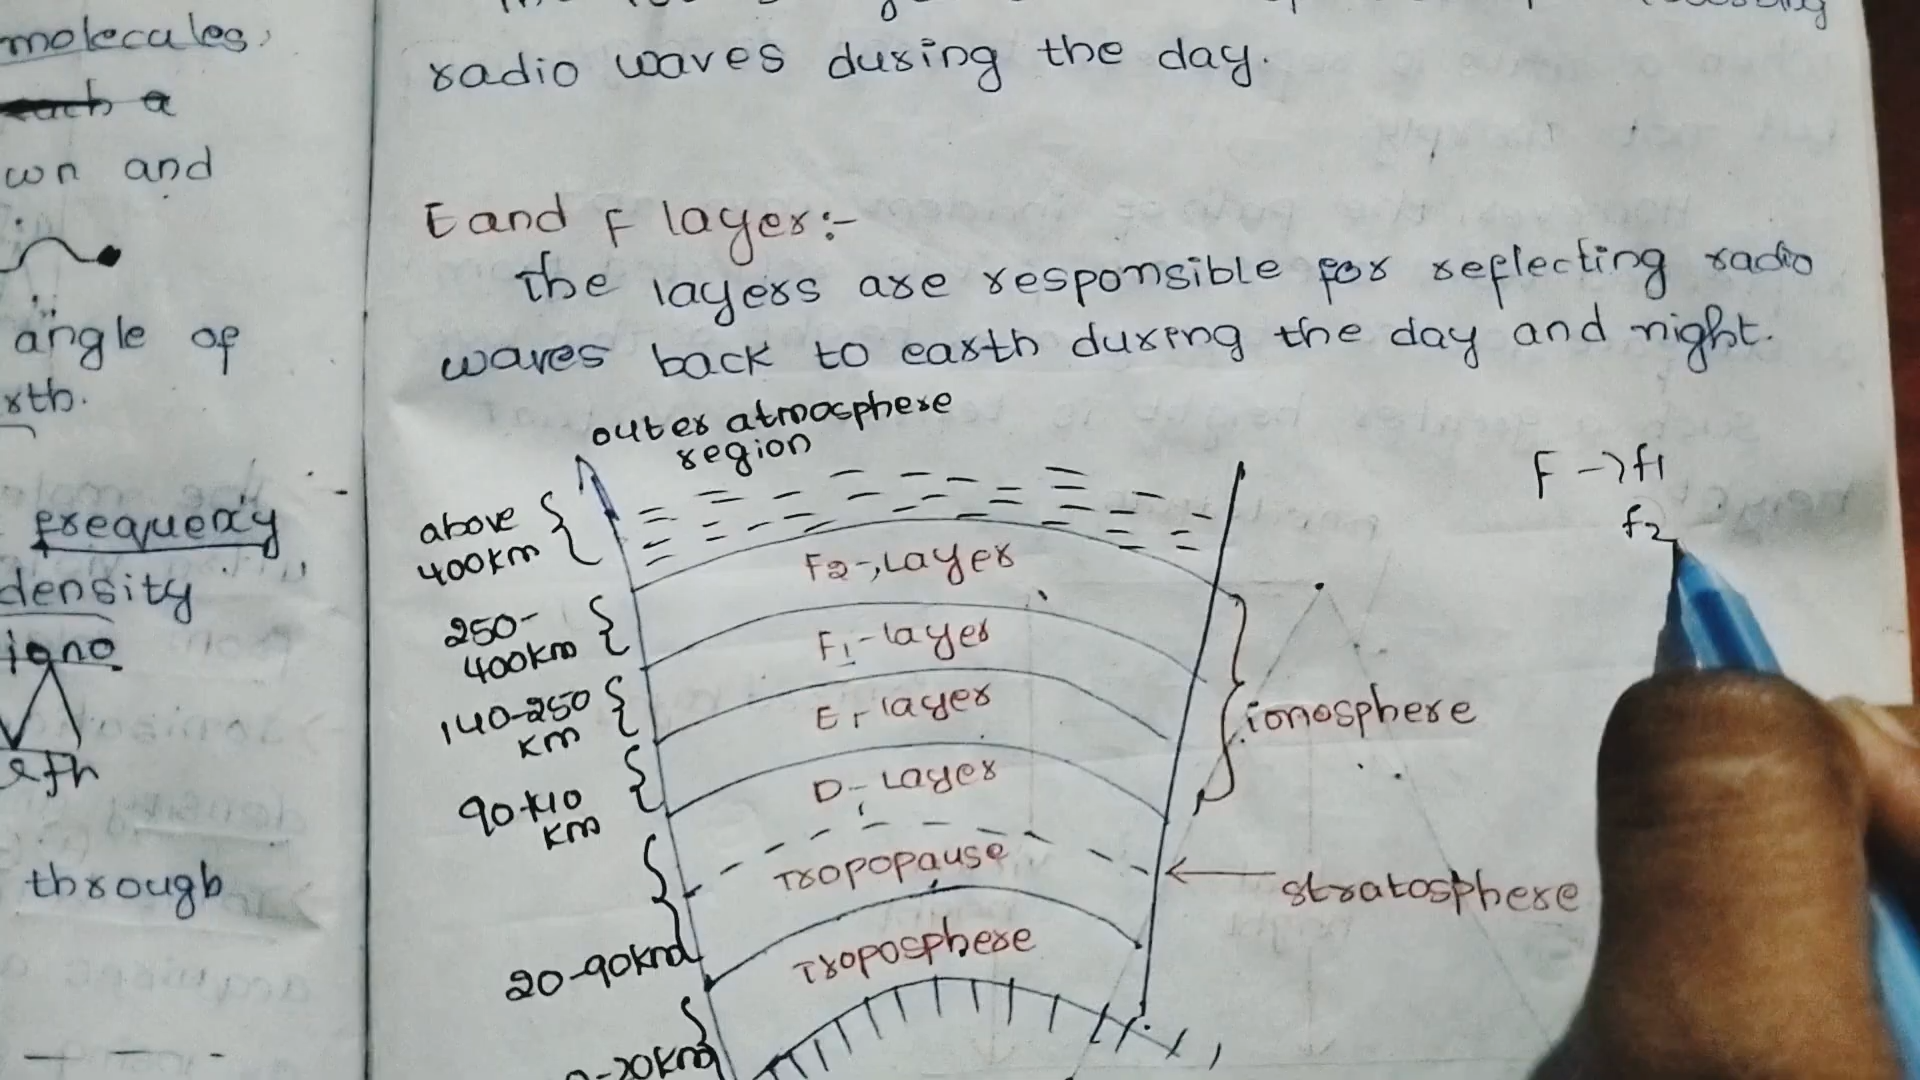 molecules,
a
wn and
angle of
rth.
frequency
density
iono
through
radio waves during the day.
E and F layer:-
The layers are responsible for reflecting radio
waves back to earth during the day and night.
outer atmosphere
region
above
400km
F2-layer
250-
400km
F1-layer
140-250
km
E-layer
D-layer
km
ionosphere
Tropopause
stratosphere
20-90km
Troposphere
F → f1
f2